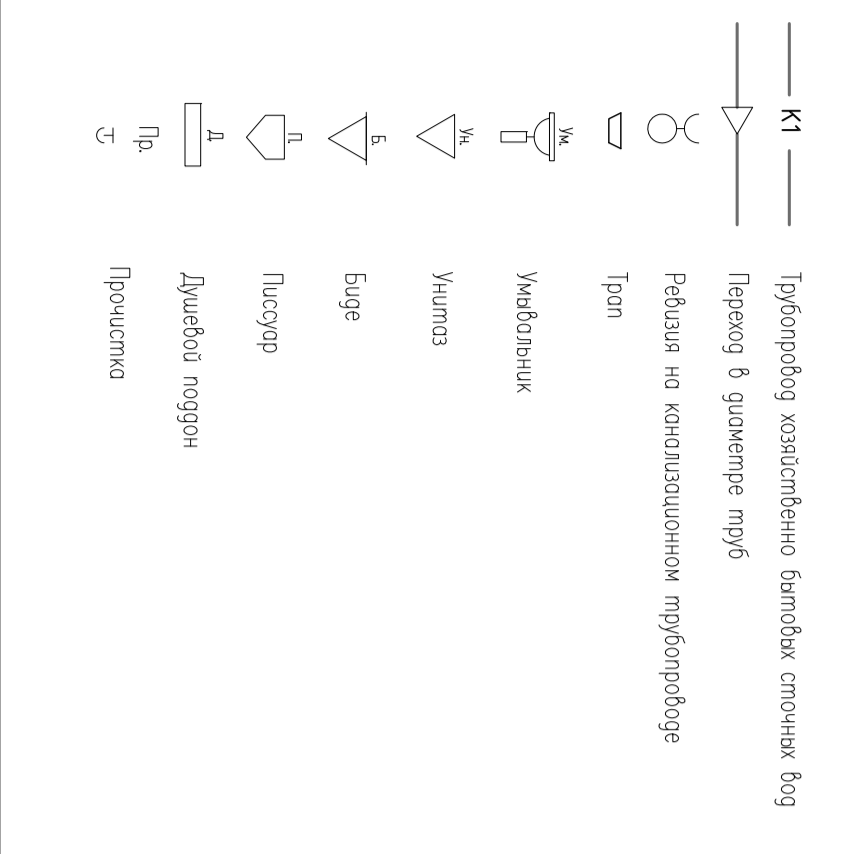 К1 Трубопровод хозяйственно бытовых сточных вод
Переход в диаметре труб
Ревизия на канализационном трубопроводе
Трап
Ум. Умывальник
Ун. Унитаз
Б. Биде
П. Писсуар
Д. Душевой поддон
Пр. Прочистка